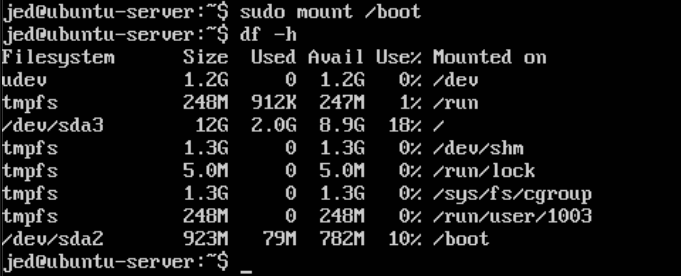 jed@ubuntu-server:~$ sudo mount /boot
jed@ubuntu-server:~$ df -h
Filesystem      Size  Used Avail Use% Mounted on
udev            1.2G     0  1.2G   0% /dev
tmpfs           248M  912K  247M   1% /run
/dev/sda3        12G  2.0G  8.9G  18% /
tmpfs           1.3G     0  1.3G   0% /dev/shm
tmpfs           5.0M     0  5.0M   0% /run/lock
tmpfs           1.3G     0  1.3G   0% /sys/fs/cgroup
tmpfs           248M     0  248M   0% /run/user/1003
/dev/sda2       923M   79M  782M  10% /boot
jed@ubuntu-server:~$ _